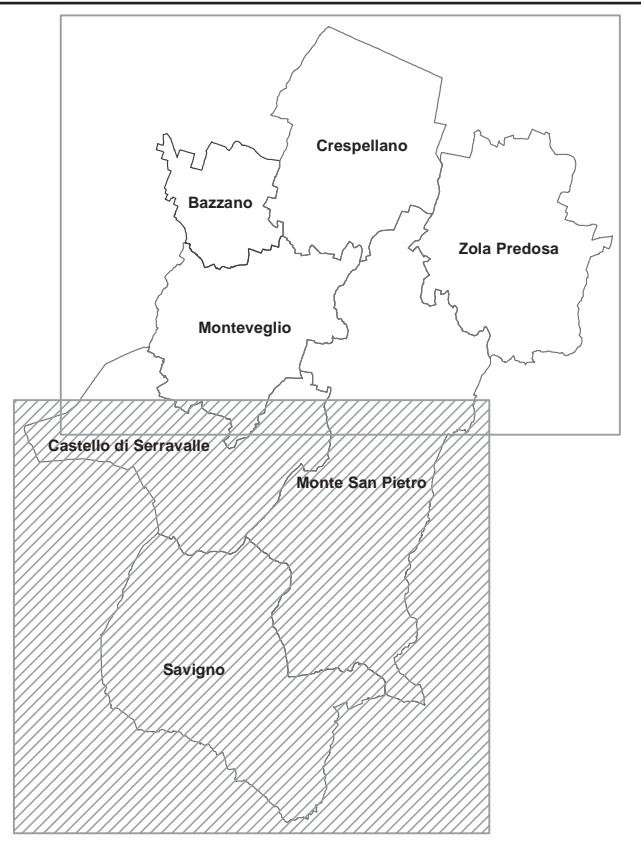 Crespellano
Bazzano
Zola Predosa
Monteveglio
Castello di Serravalle
Monte San Pietro
Savigno